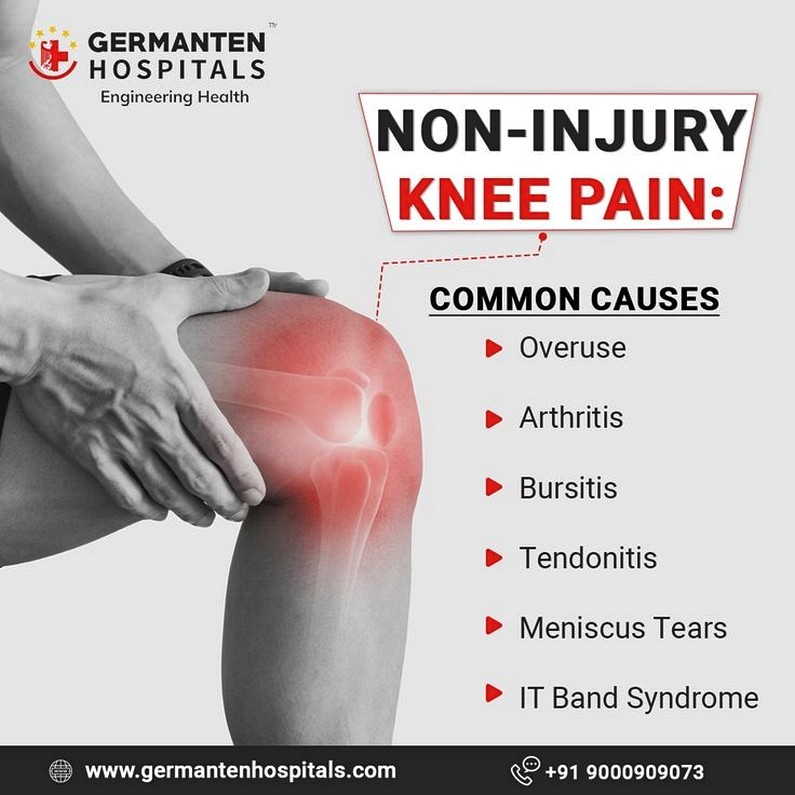 GERMANTEN
HOSPITALS
Engineering Health
NON-INJURY
KNEE PAIN:
COMMON CAUSES
Overuse
Arthritis
Bursitis
Tendonitis
Meniscus Tears
IT Band Syndrome
www.germantenhospitals.com
+91 9000909073